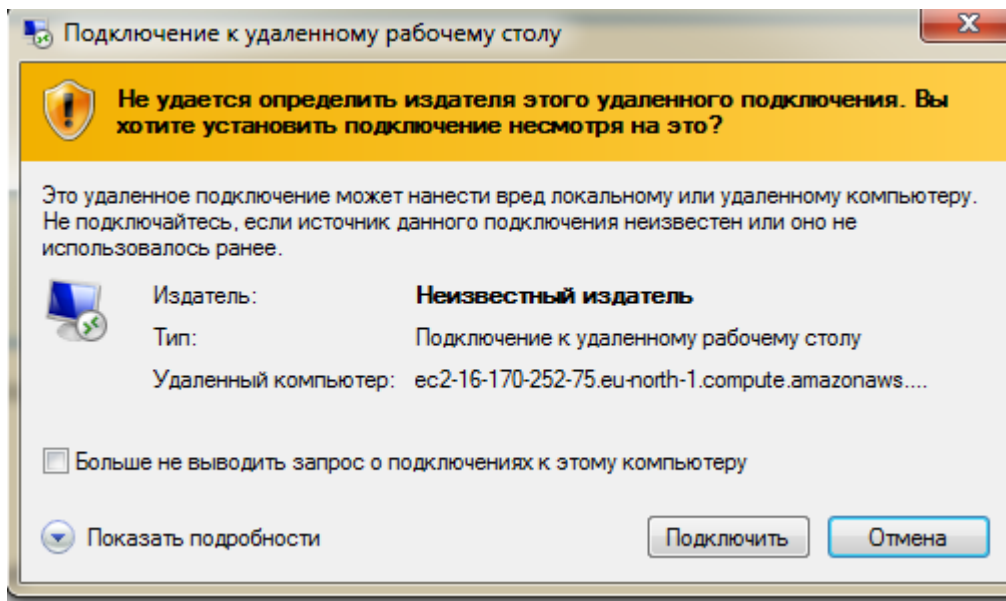 Подключение к удаленному рабочему столу
Не удается определить издателя этого удаленного подключения. Вы
хотите установить подключение несмотря на это?
Это удаленное подключение может нанести вред локальному или удаленному компьютеру.
Не подключайтесь, если источник данного подключения неизвестен или оно не
использовалось ранее.
Издатель: Неизвестный издатель
Тип: Подключение к удаленному рабочему столу
Удаленный компьютер: ec2-16-170-252-75.eu-north-1.compute.amazonaws....
Больше не выводить запрос о подключениях к этому компьютеру
Показать подробности Подключить Отмена